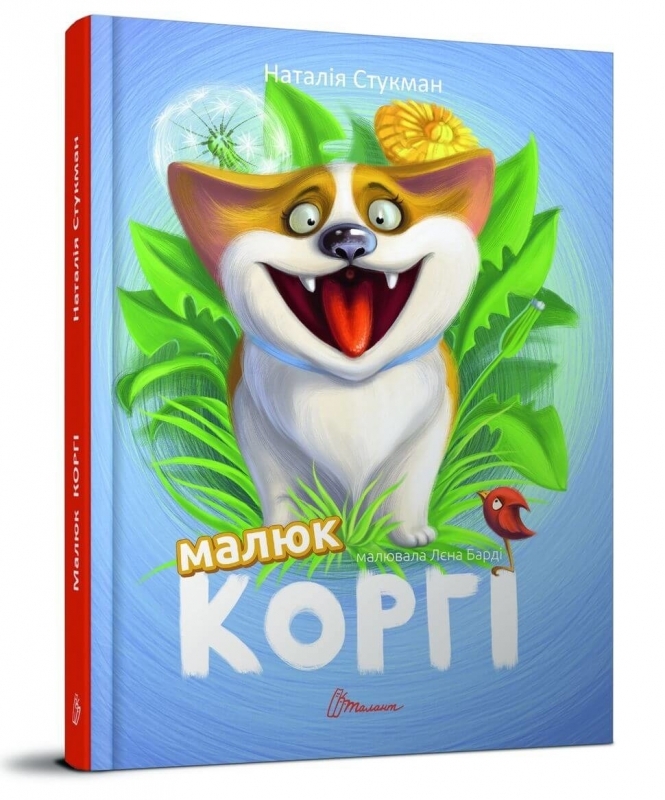 Наталія Стукман
малюк
малювала Лєна Барді
КОРГІ
Талант
Наталія Стукман
Малюк КОРГІ